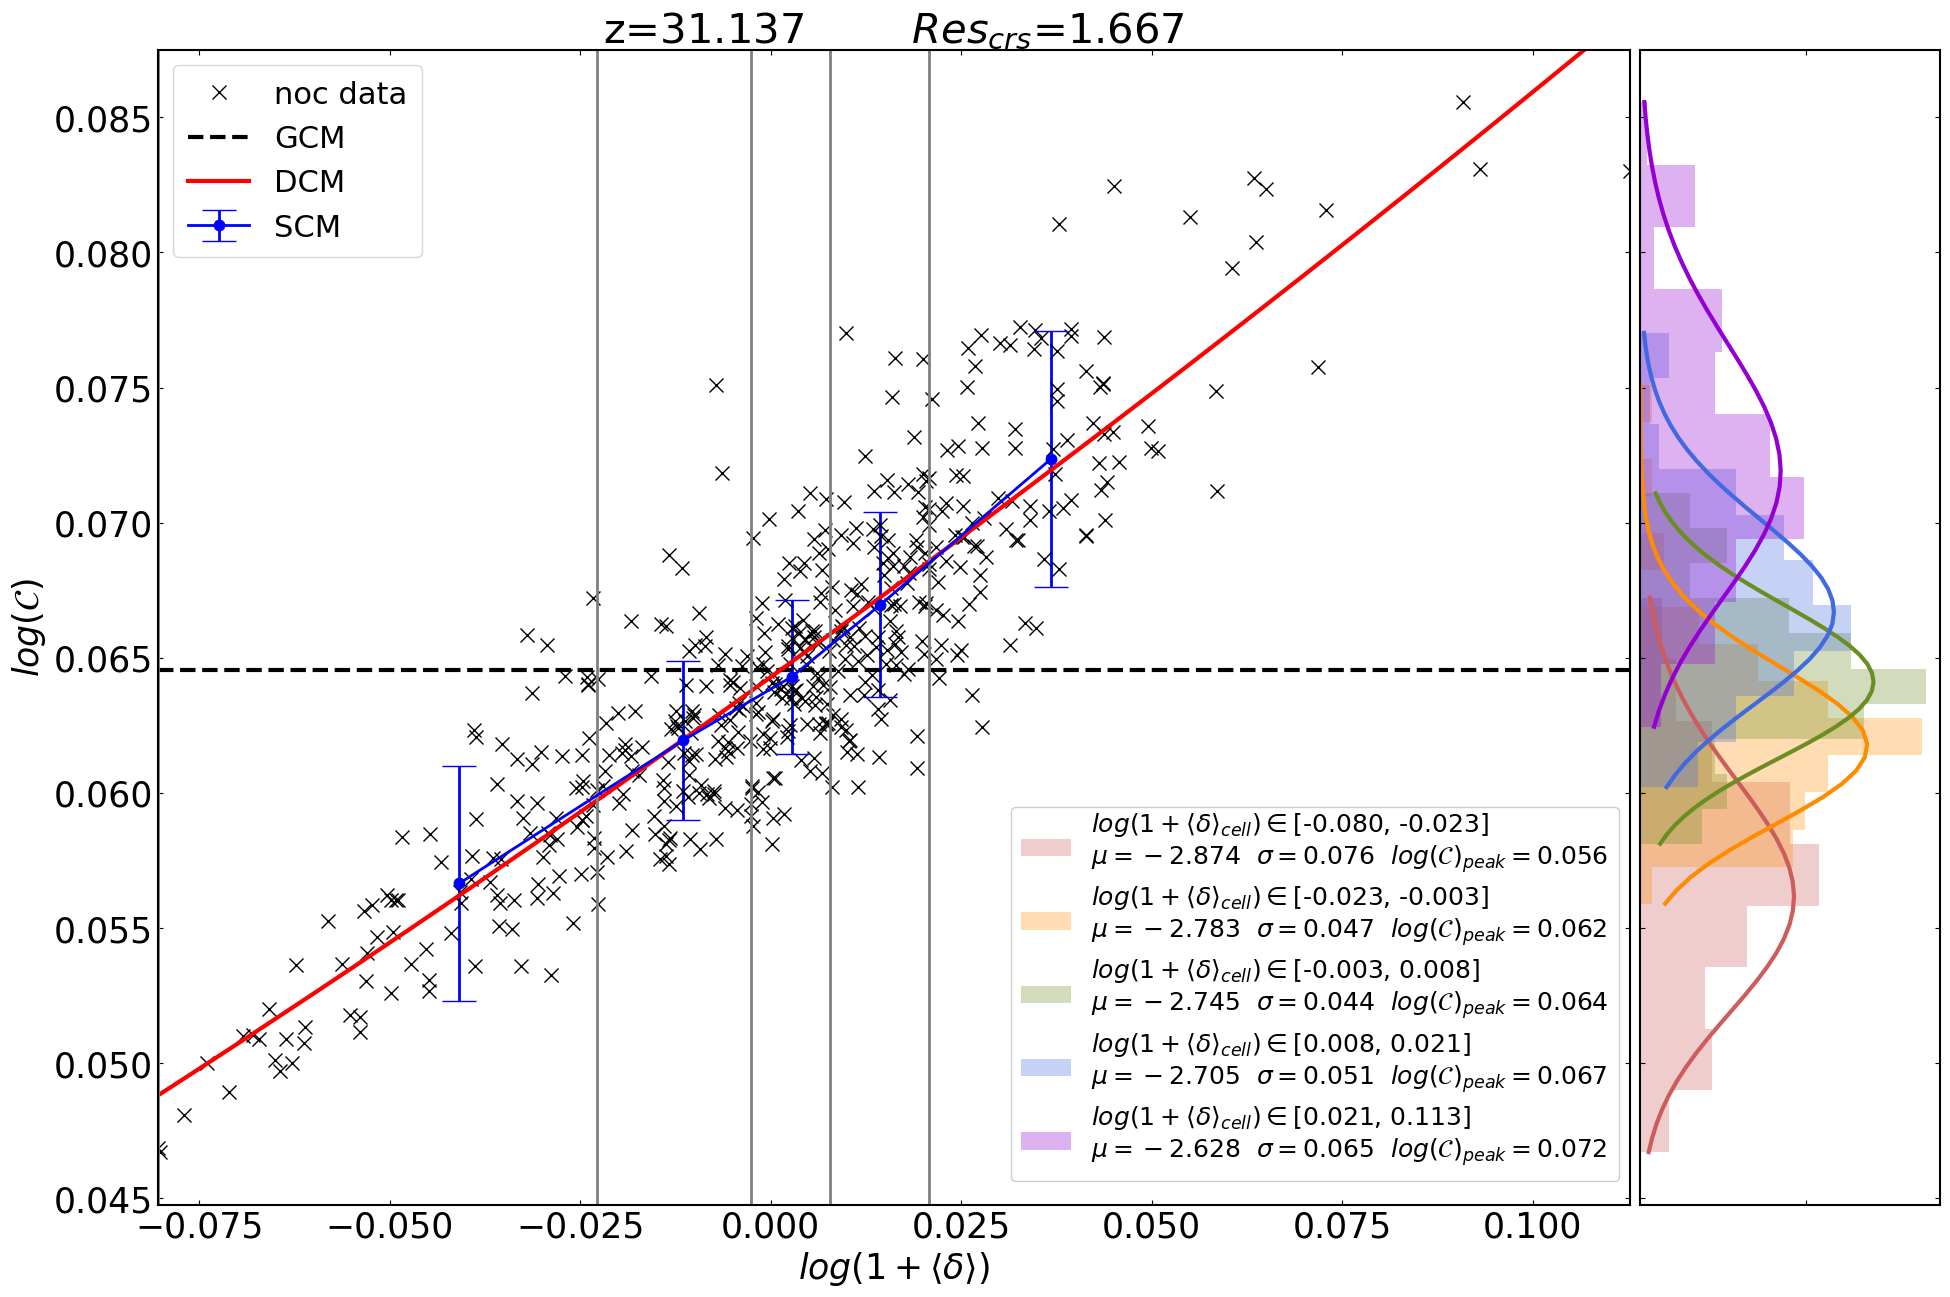 z=31.137 Res_crs=1.667
noc data
GCM
DCM
SCM
log(C)
0.085
0.080
0.075
0.070
0.065
0.060
0.055
0.050
0.045
log(1 + ⟨δ⟩_cell) ∈ [-0.080, -0.023]
μ = −2.874 σ = 0.076 log(C)_peak = 0.056
log(1 + ⟨δ⟩_cell) ∈ [-0.023, -0.003]
μ = −2.783 σ = 0.047 log(C)_peak = 0.062
log(1 + ⟨δ⟩_cell) ∈ [-0.003, 0.008]
μ = −2.745 σ = 0.044 log(C)_peak = 0.064
log(1 + ⟨δ⟩_cell) ∈ [0.008, 0.021]
μ = −2.705 σ = 0.051 log(C)_peak = 0.067
log(1 + ⟨δ⟩_cell) ∈ [0.021, 0.113]
μ = −2.628 σ = 0.065 log(C)_peak = 0.072
−0.075 −0.050 −0.025 0.000 0.025 0.050 0.075 0.100
log(1 + ⟨δ⟩)